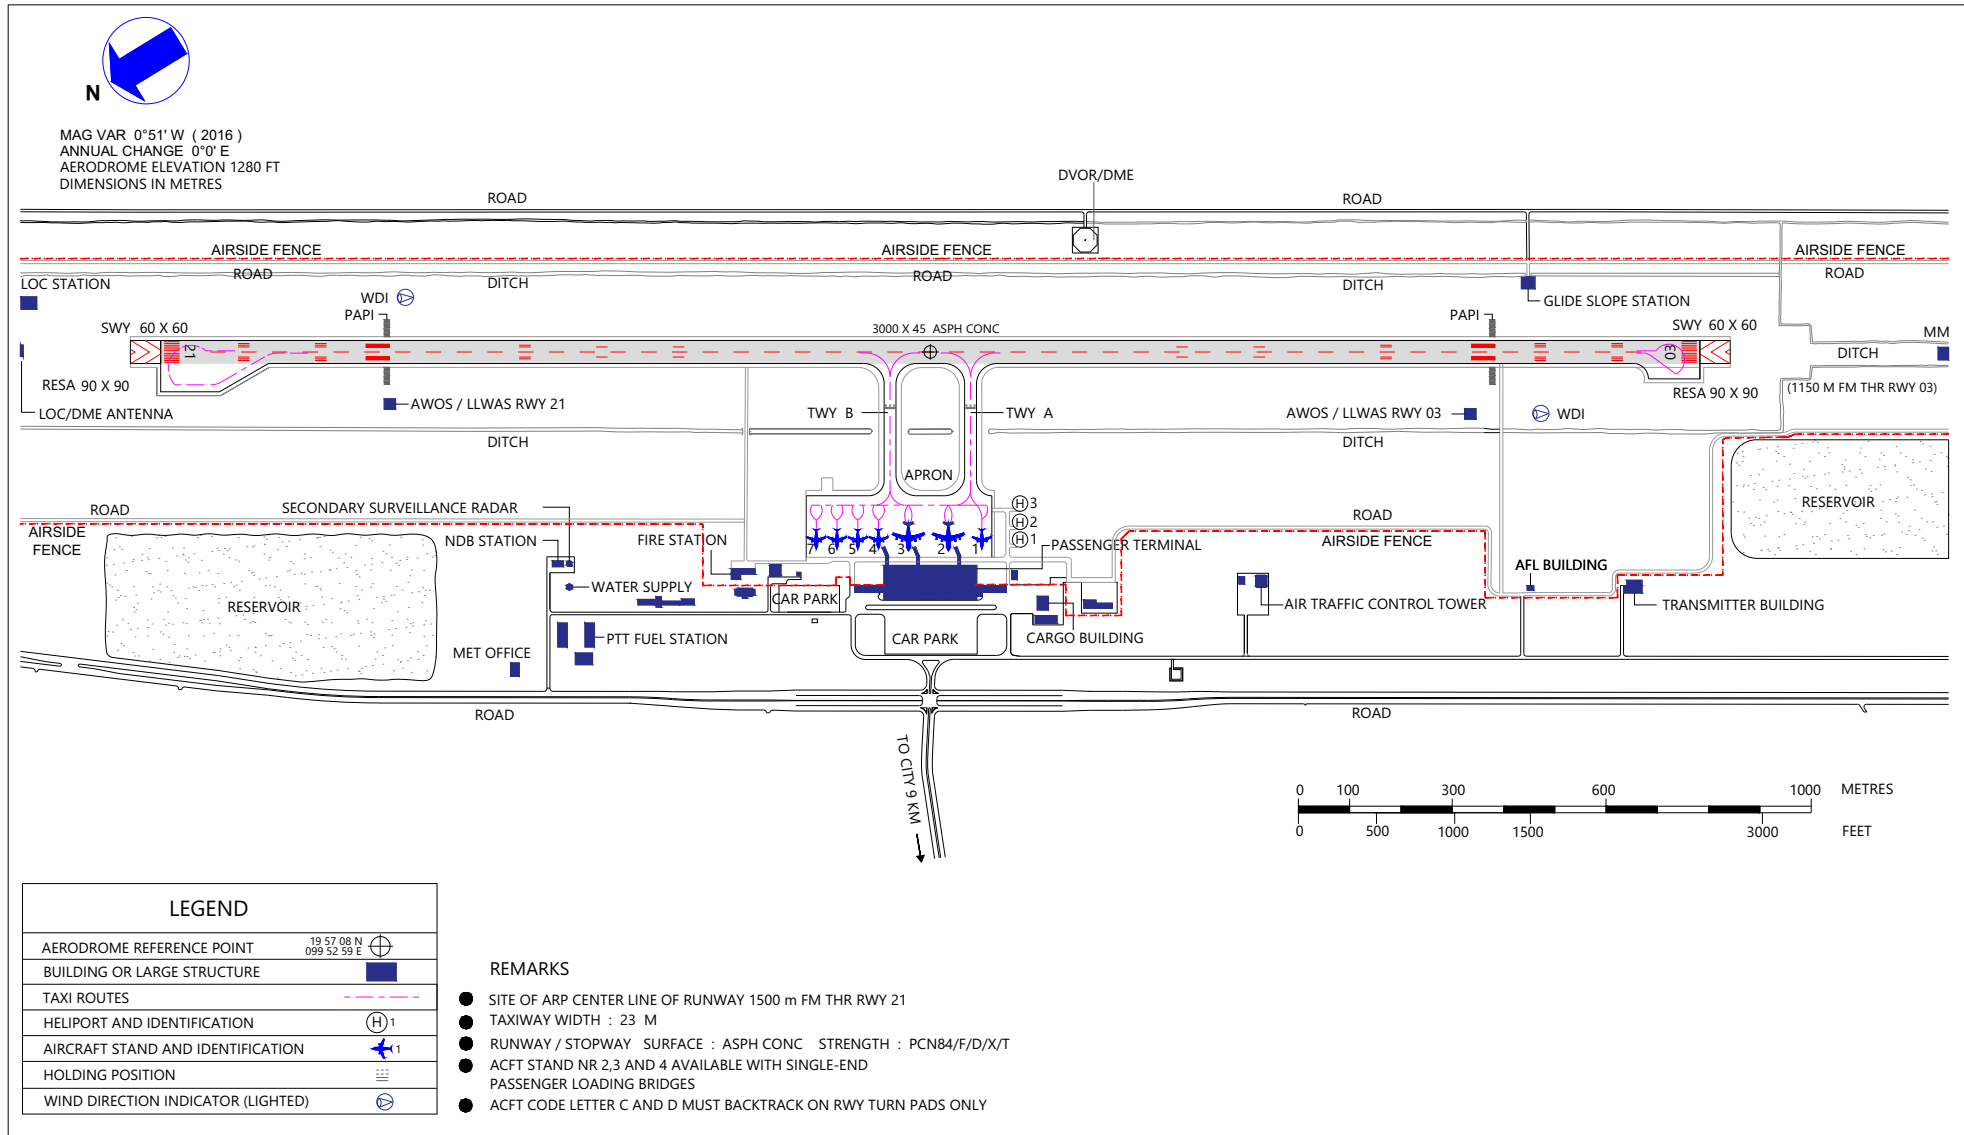 N
MAG VAR 0°51' W ( 2016 )
ANNUAL CHANGE 0°0' E
AERODROME ELEVATION 1280 FT
DIMENSIONS IN METRES
DVOR/DME
ROAD
ROAD
AIRSIDE FENCE
AIRSIDE FENCE
AIRSIDE FENCE
ROAD
ROAD
ROAD
LOC STATION
DITCH
DITCH
WDI
GLIDE SLOPE STATION
PAPI
PAPI
SWY 60 X 60
3000 X 45 ASPH CONC
SWY 60 X 60
MM
21
03
DITCH
RESA 90 X 90
RESA 90 X 90
(1150 M FM THR RWY 03)
LOC/DME ANTENNA
AWOS / LLWAS RWY 21
TWY B
TWY A
AWOS / LLWAS RWY 03
WDI
DITCH
DITCH
APRON
RESERVOIR
ROAD
SECONDARY SURVEILLANCE RADAR
H 3
H 2
H 1
ROAD
AIRSIDE
FENCE
NDB STATION
FIRE STATION
7 6 5 4 3 2 1
PASSENGER TERMINAL
AIRSIDE FENCE
AFL BUILDING
WATER SUPPLY
CAR PARK
RESERVOIR
AIR TRAFFIC CONTROL TOWER
TRANSMITTER BUILDING
PTT FUEL STATION
CAR PARK
CARGO BUILDING
MET OFFICE
ROAD
ROAD
TO CITY 9 KM
0 100 300 600 1000 METRES
0 500 1000 1500 3000 FEET
LEGEND
AERODROME REFERENCE POINT 19 57 08 N
099 52 59 E
BUILDING OR LARGE STRUCTURE
TAXI ROUTES
HELIPORT AND IDENTIFICATION H 1
AIRCRAFT STAND AND IDENTIFICATION 1
HOLDING POSITION
WIND DIRECTION INDICATOR (LIGHTED)
REMARKS
SITE OF ARP CENTER LINE OF RUNWAY 1500 m FM THR RWY 21
TAXIWAY WIDTH : 23 M
RUNWAY / STOPWAY SURFACE : ASPH CONC STRENGTH : PCN84/F/D/X/T
ACFT STAND NR 2,3 AND 4 AVAILABLE WITH SINGLE-END
PASSENGER LOADING BRIDGES
ACFT CODE LETTER C AND D MUST BACKTRACK ON RWY TURN PADS ONLY